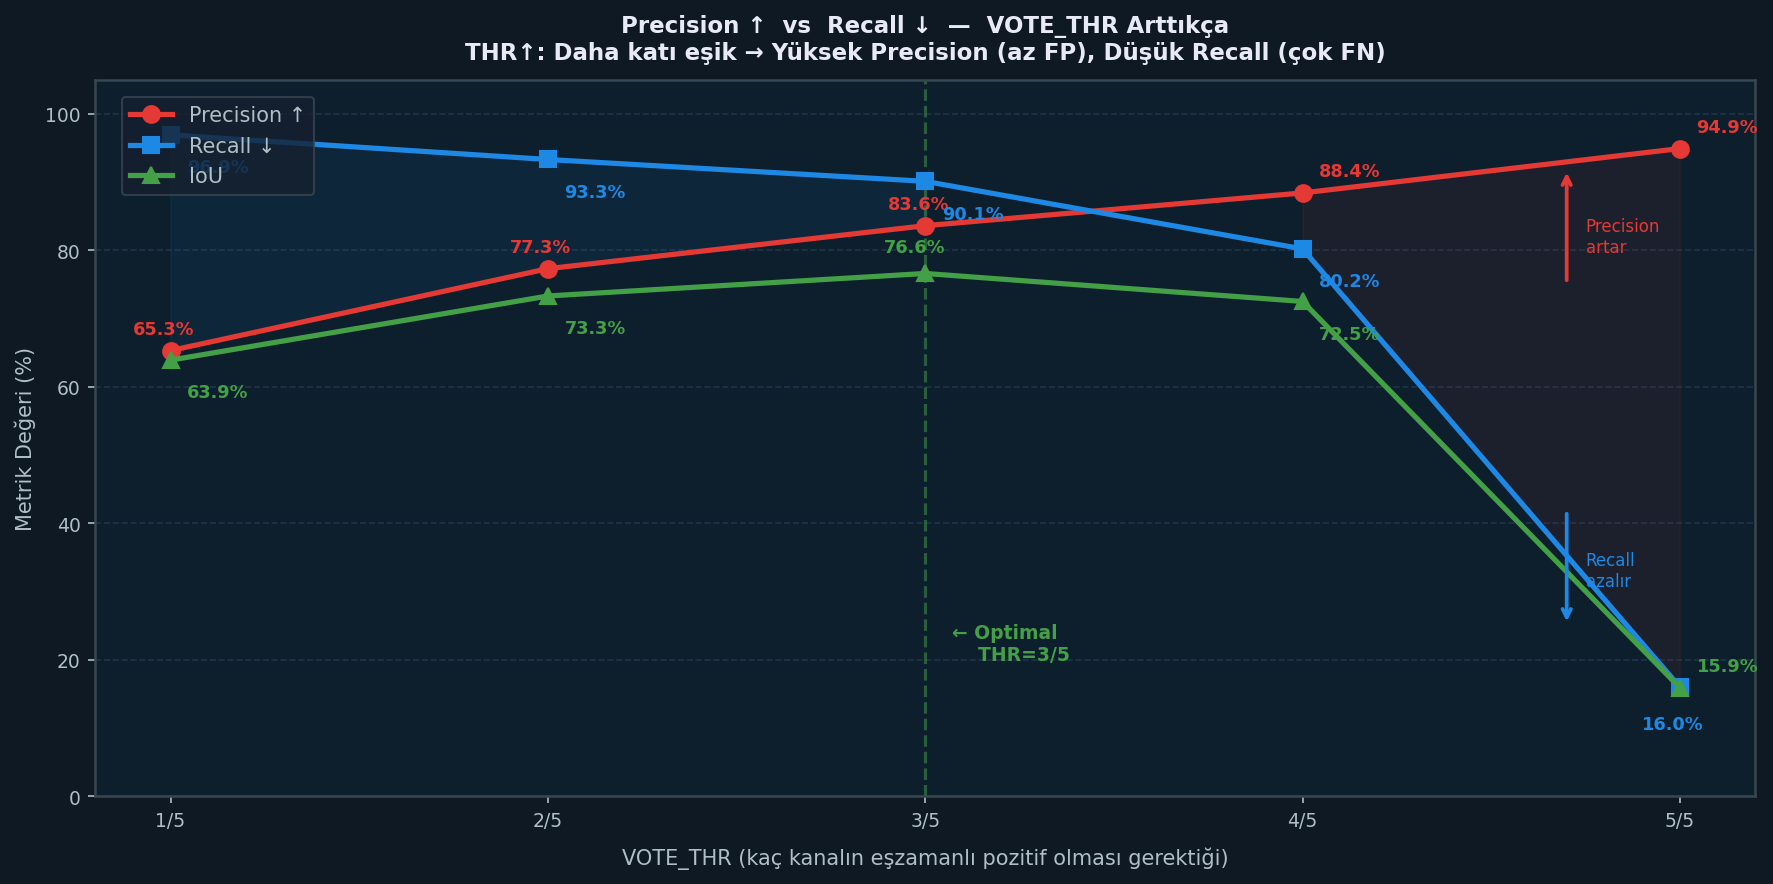 Precision ↑  vs  Recall ↓  —  VOTE_THR Arttıkça
THR↑: Daha katı eşik → Yüksek Precision (az FP), Düşük Recall (çok FN)
Precision ↑
Recall ↓
IoU
Metrik Değeri (%)
100
80
60
40
20
0
96.9%
93.3%
90.1%
80.2%
16.0%
65.3%
77.3%
83.6%
88.4%
94.9%
63.9%
73.3%
76.6%
72.5%
15.9%
Precision
artar
Recall
azalır
← Optimal
THR=3/5
1/5
2/5
3/5
4/5
5/5
VOTE_THR (kaç kanalın eşzamanlı pozitif olması gerektiği)